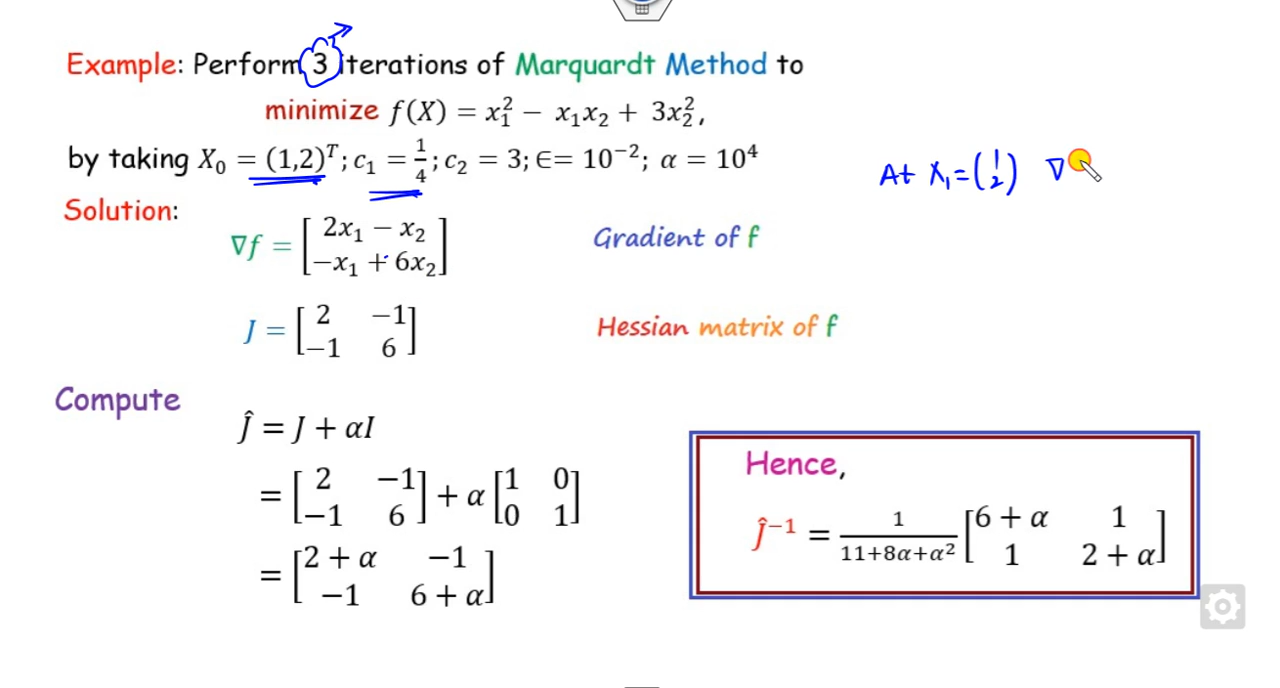 Example: Perform 3 iterations of Marquardt Method to
minimize f(X) = x₁² − x₁x₂ + 3x₂²,
by taking X₀ = (1,2)ᵀ; c₁ = 1/4; c₂ = 3; ∈= 10⁻²; α = 10⁴
At X₁ = (1 2) ∇
Solution:
∇f = [2x₁ − x₂
−x₁ + 6x₂]
Gradient of f
J = [2 −1
−1 6]
Hessian matrix of f
Compute
Ĵ = J + αI
= [2 −1
−1 6] + α [1 0
0 1]
= [2 + α −1
−1 6 + α]
Hence,
Ĵ⁻¹ = 1/(11+8α+α²) [6 + α 1
1 2 + α]